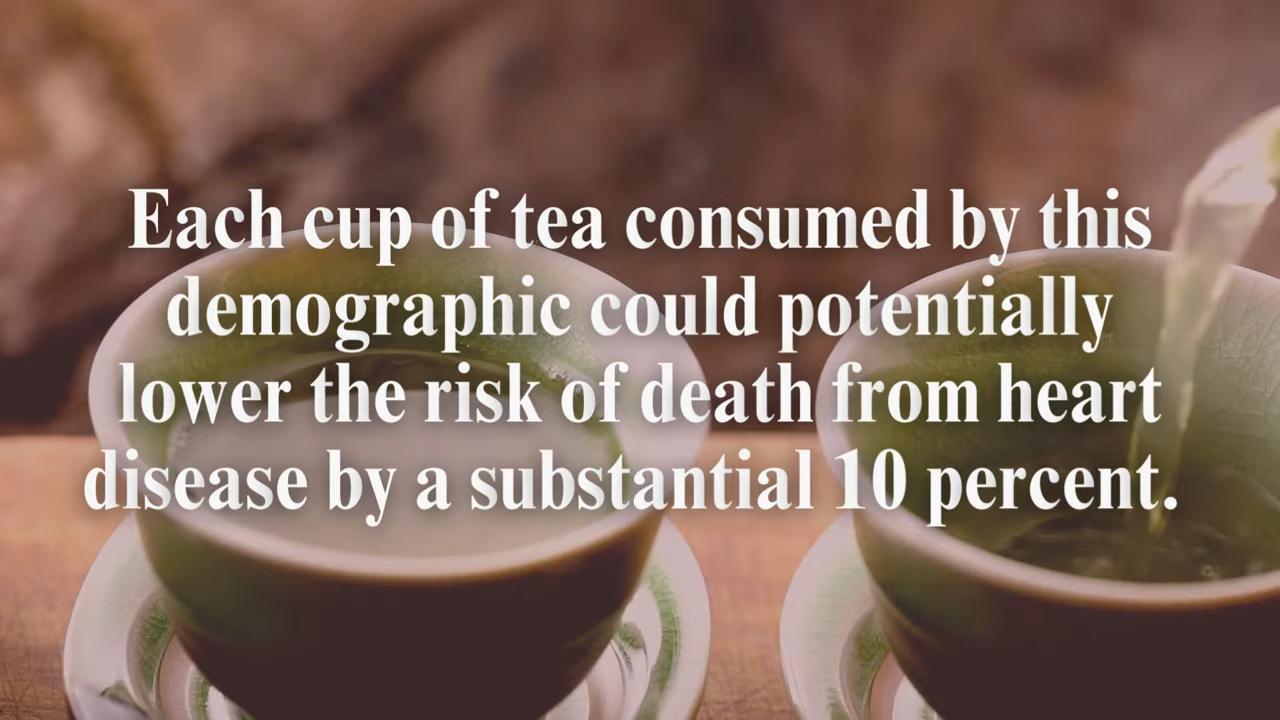 Each cup of tea consumed by this
demographic could potentially
lower the risk of death from heart
disease by a substantial 10 percent.